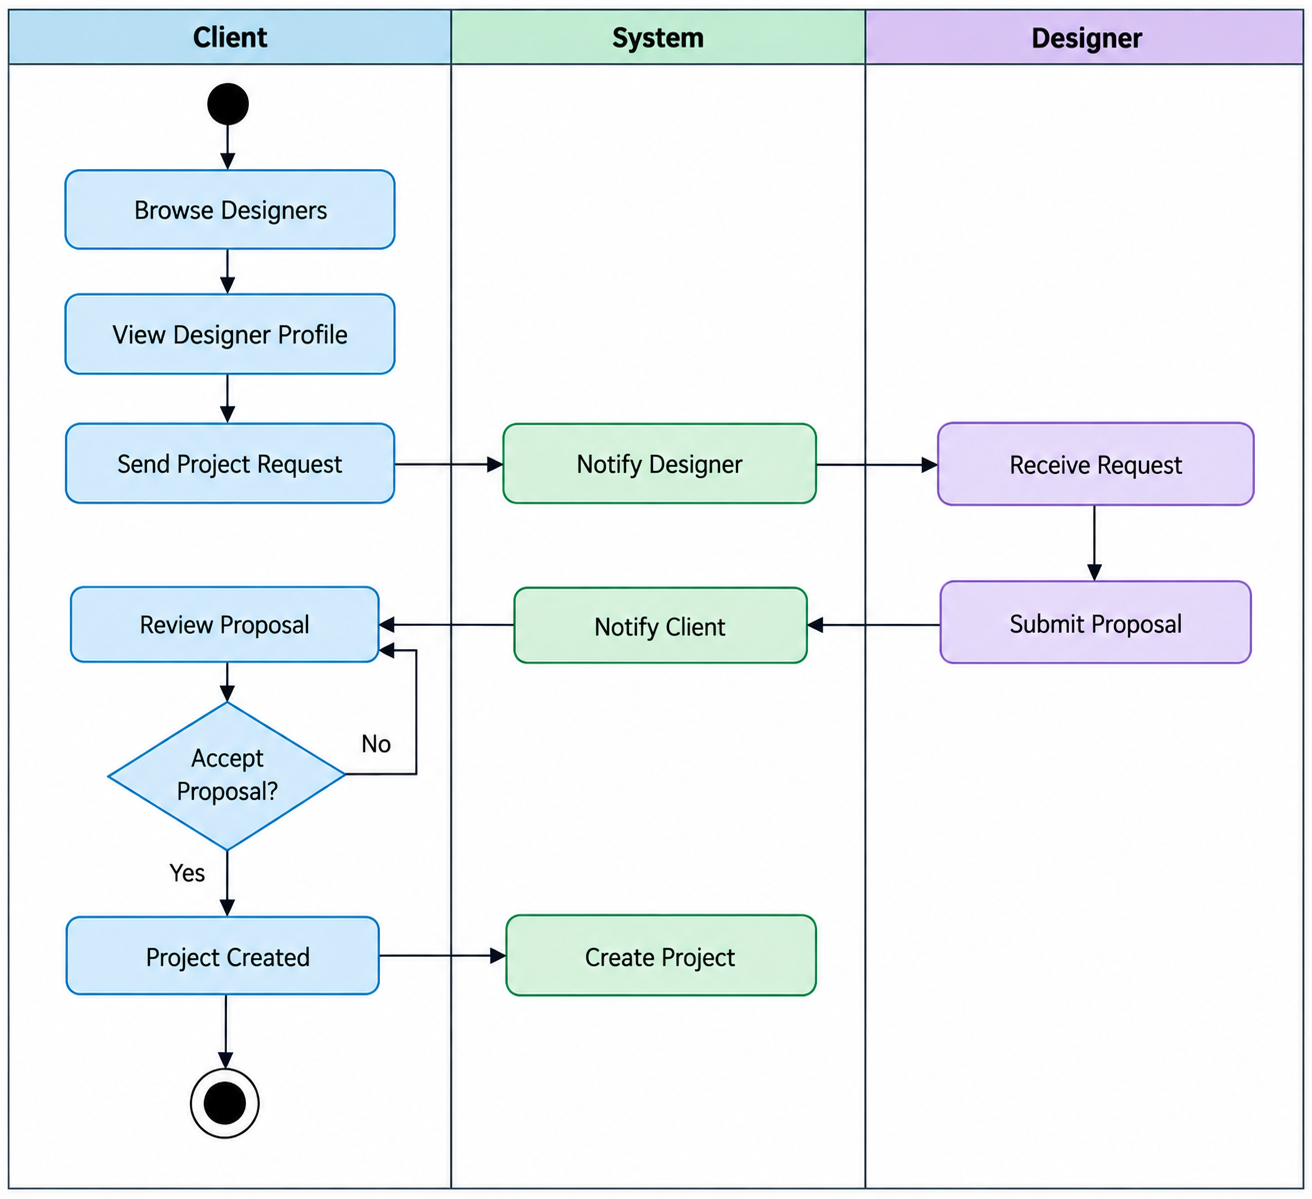 Client
System
Designer
Browse Designers
View Designer Profile
Send Project Request
Notify Designer
Receive Request
Review Proposal
Notify Client
Submit Proposal
Accept
Proposal?
No
Yes
Project Created
Create Project